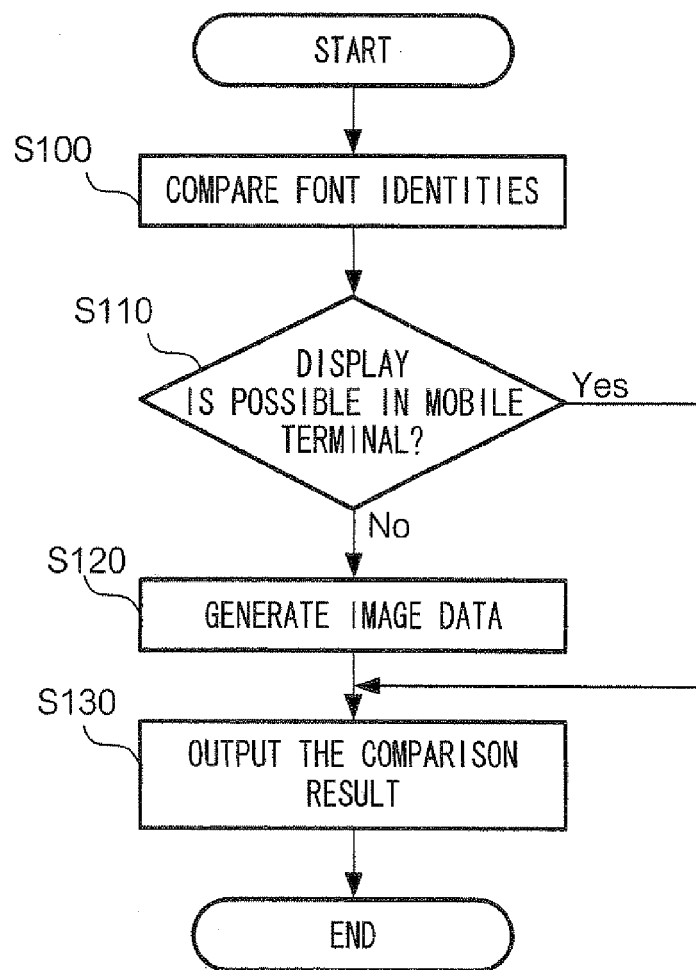 START
S100
COMPARE FONT IDENTITIES
S110
DISPLAY
IS POSSIBLE IN MOBILE
TERMINAL?
Yes
No
S120
GENERATE IMAGE DATA
S130
OUTPUT THE COMPARISON
RESULT
END